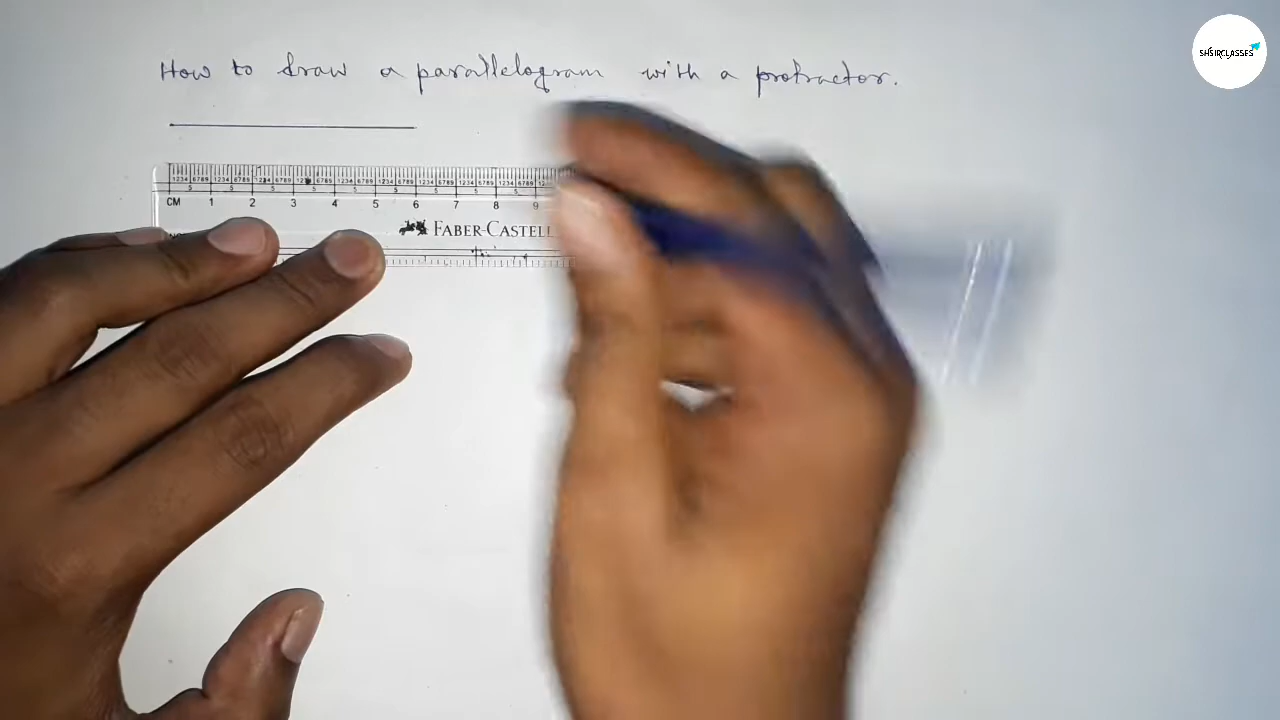 How to draw a parallelogram with a protractor.
SHSIRCLASSES
CM 1 2 3 4 5 6 7 8 9
FABER-CASTELL